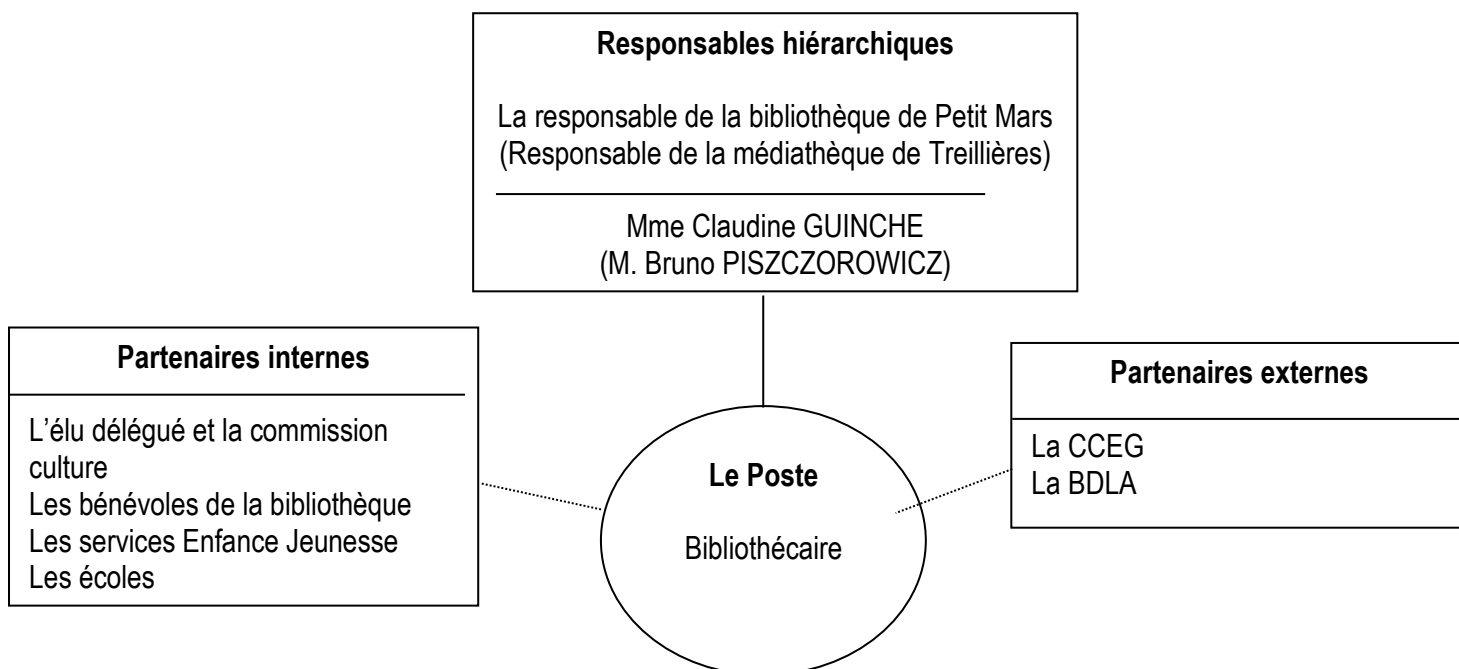 Responsables hiérarchiques
La responsable de la bibliothèque de Petit Mars
(Responsable de la médiathèque de Treillières)
Mme Claudine GUINCHE
(M. Bruno PISZCZOROWICZ)
Partenaires internes
L’élu délégué et la commission
culture
Les bénévoles de la bibliothèque
Les services Enfance Jeunesse
Les écoles
Le Poste
Bibliothécaire
Partenaires externes
La CCEG
La BDLA